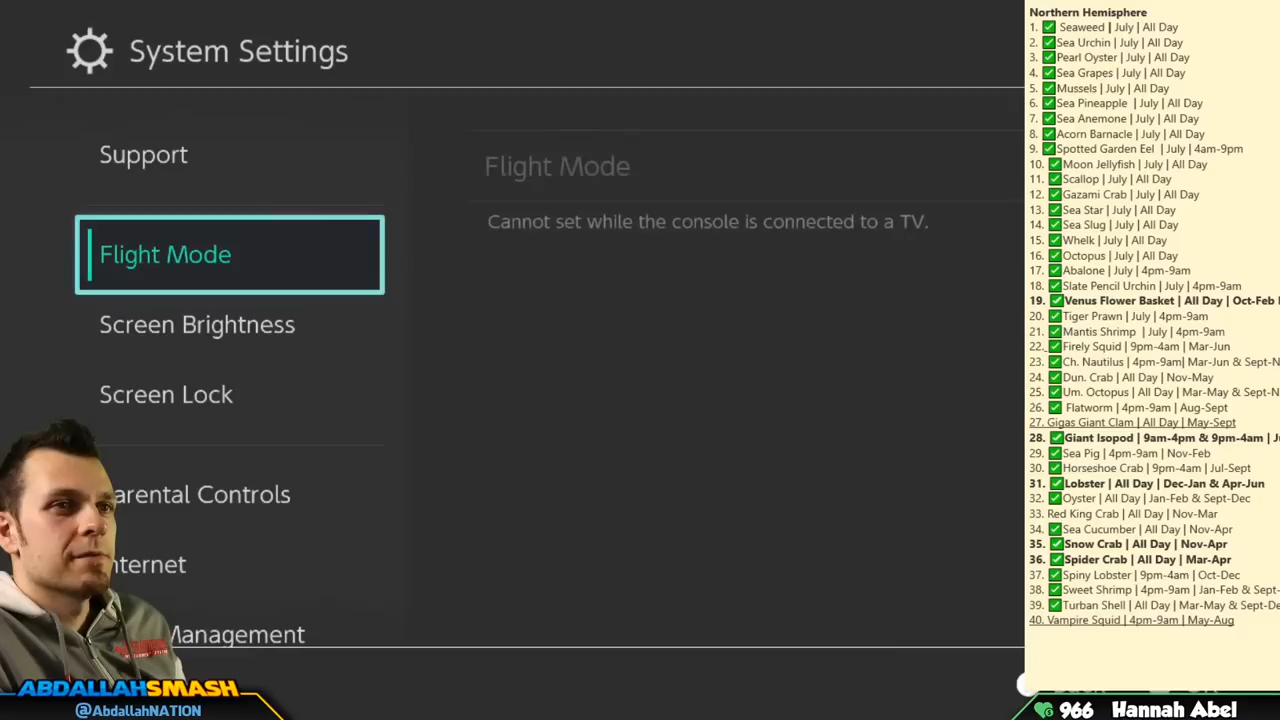 System Settings
Support
Flight Mode
Screen Brightness
Screen Lock
arental Controls
nternet
Management
Flight Mode
Cannot set while the console is connected to a TV.
Northern Hemisphere
1. ✅ Seaweed | July | All Day
2. ✅Sea Urchin | July | All Day
3. ✅Pearl Oyster | July | All Day
4. ✅Sea Grapes | July | All Day
5. ✅Mussels | July | All Day
6. ✅Sea Pineapple | July | All Day
7. ✅Sea Anemone | July | All Day
8. ✅Acorn Barnacle | July | All Day
9. ✅Spotted Garden Eel | July | 4am-9pm
10. ✅Moon Jellyfish | July | All Day
11. ✅Scallop | July | All Day
12. ✅Gazami Crab | July | All Day
13. ✅Sea Star | July | All Day
14. ✅Sea Slug | July | All Day
15. ✅Whelk | July | All Day
16. ✅Octopus | July | All Day
17. ✅Abalone | July | 4pm-9am
18. ✅Slate Pencil Urchin | July | 4pm-9am
19. ✅Venus Flower Basket | All Day | Oct-Feb
20. ✅Tiger Prawn | July | 4pm-9am
21. ✅Mantis Shrimp | July | 4pm-9am
22. ✅Firely Squid | 9pm-4am | Mar-Jun
23. ✅Ch. Nautilus | 4pm-9am| Mar-Jun & Sept-N
24. ✅Dun. Crab | All Day | Nov-May
25. ✅Um. Octopus | All Day | Mar-May & Sept-N
26. ✅ Flatworm | 4pm-9am | Aug-Sept
27. Gigas Giant Clam | All Day | May-Sept
28. ✅Giant Isopod | 9am-4pm & 9pm-4am | Ju
29. ✅Sea Pig | 4pm-9am | Nov-Feb
30. ✅Horseshoe Crab | 9pm-4am | Jul-Sept
31. ✅Lobster | All Day | Dec-Jan & Apr-Jun
32. ✅Oyster | All Day | Jan-Feb & Sept-Dec
33. Red King Crab | All Day | Nov-Mar
34. ✅Sea Cucumber | All Day | Nov-Apr
35. ✅Snow Crab | All Day | Nov-Apr
36. ✅Spider Crab | All Day | Mar-Apr
37. ✅Spiny Lobster | 9pm-4am | Oct-Dec
38. ✅Sweet Shrimp | 4pm-9am | Jan-Feb & Sept-
39. ✅Turban Shell | All Day | Mar-May & Sept-De
40. Vampire Squid | 4pm-9am | May-Aug
ABDALLAHSMASH
@AbdallahNATION
966 Hannah Abel